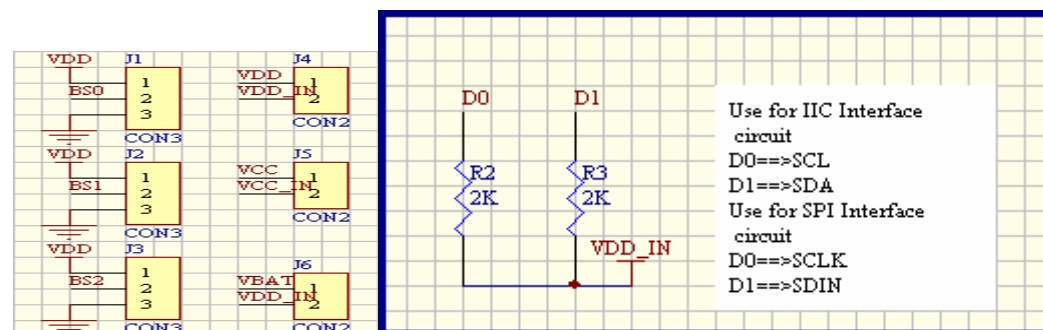 VDD J1
1
BS0 2
3
CON3
VDD J2
1
BS1 2
3
CON3
VDD J3
1
BS2 2
3
CON3
J4
VDD 1
VDD_IN 2
CON2
J5
VCC 1
VCC_IN 2
CON2
J6
VBAT 1
VDD_IN 2
CON2
D0 D1
R2 R3
2K 2K
VDD_IN
Use for IIC Interface
circuit
D0==>SCL
D1==>SDA
Use for SPI Interface
circuit
D0==>SCLK
D1==>SDIN